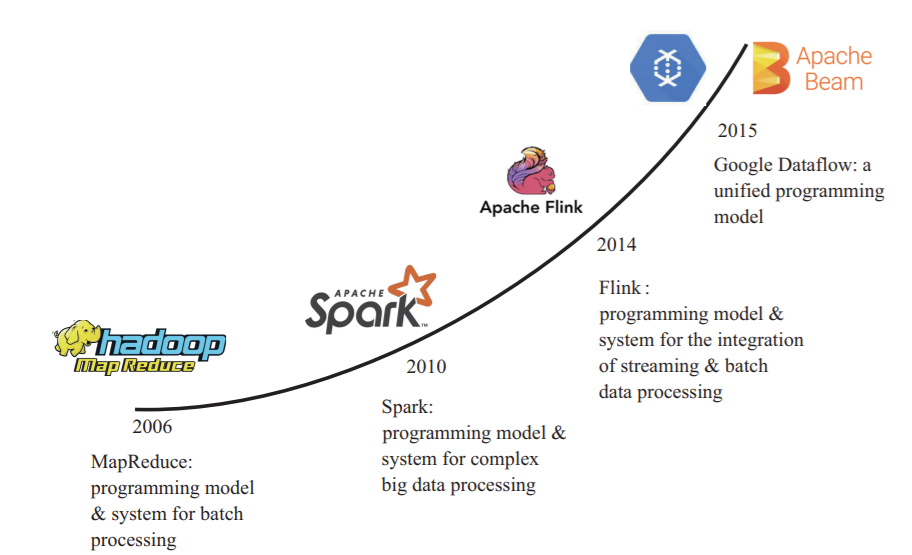 hadoop
Map Reduce
2006
MapReduce:
programming model
& system for batch
processing
APACHE
Spark™
2010
Spark:
programming model &
system for complex
big data processing
Apache Flink
2014
Flink :
programming model &
system for the integration
of streaming & batch
data processing
Apache
Beam
2015
Google Dataflow: a
unified programming
model